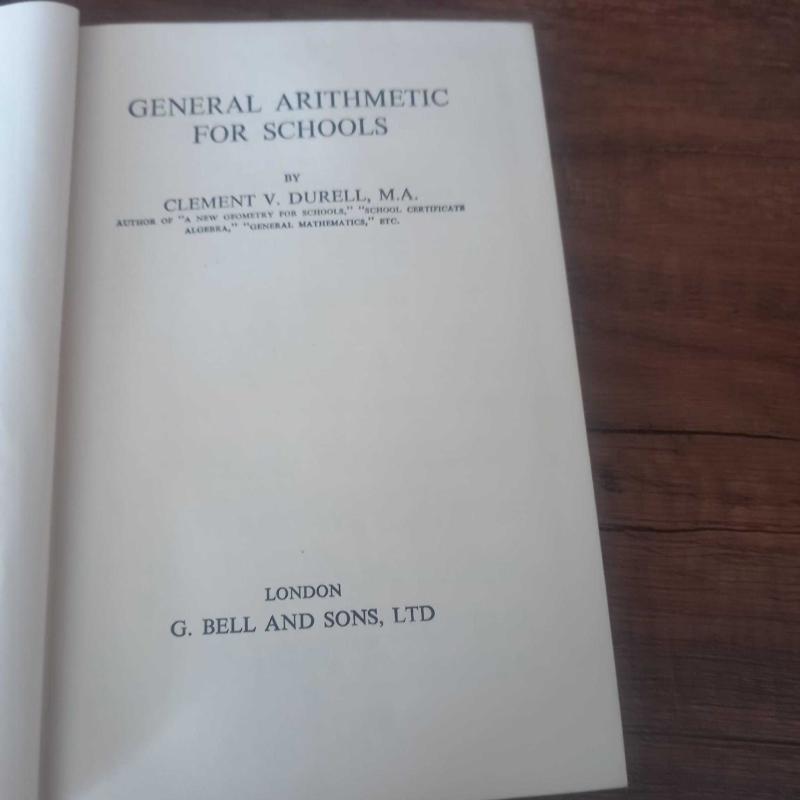 GENERAL ARITHMETIC
FOR SCHOOLS
BY
CLEMENT V. DURELL, M.A.
AUTHOR OF "A NEW GEOMETRY FOR SCHOOLS," "SCHOOL CERTIFICATE
ALGEBRA," "GENERAL MATHEMATICS," ETC.
LONDON
G. BELL AND SONS, LTD